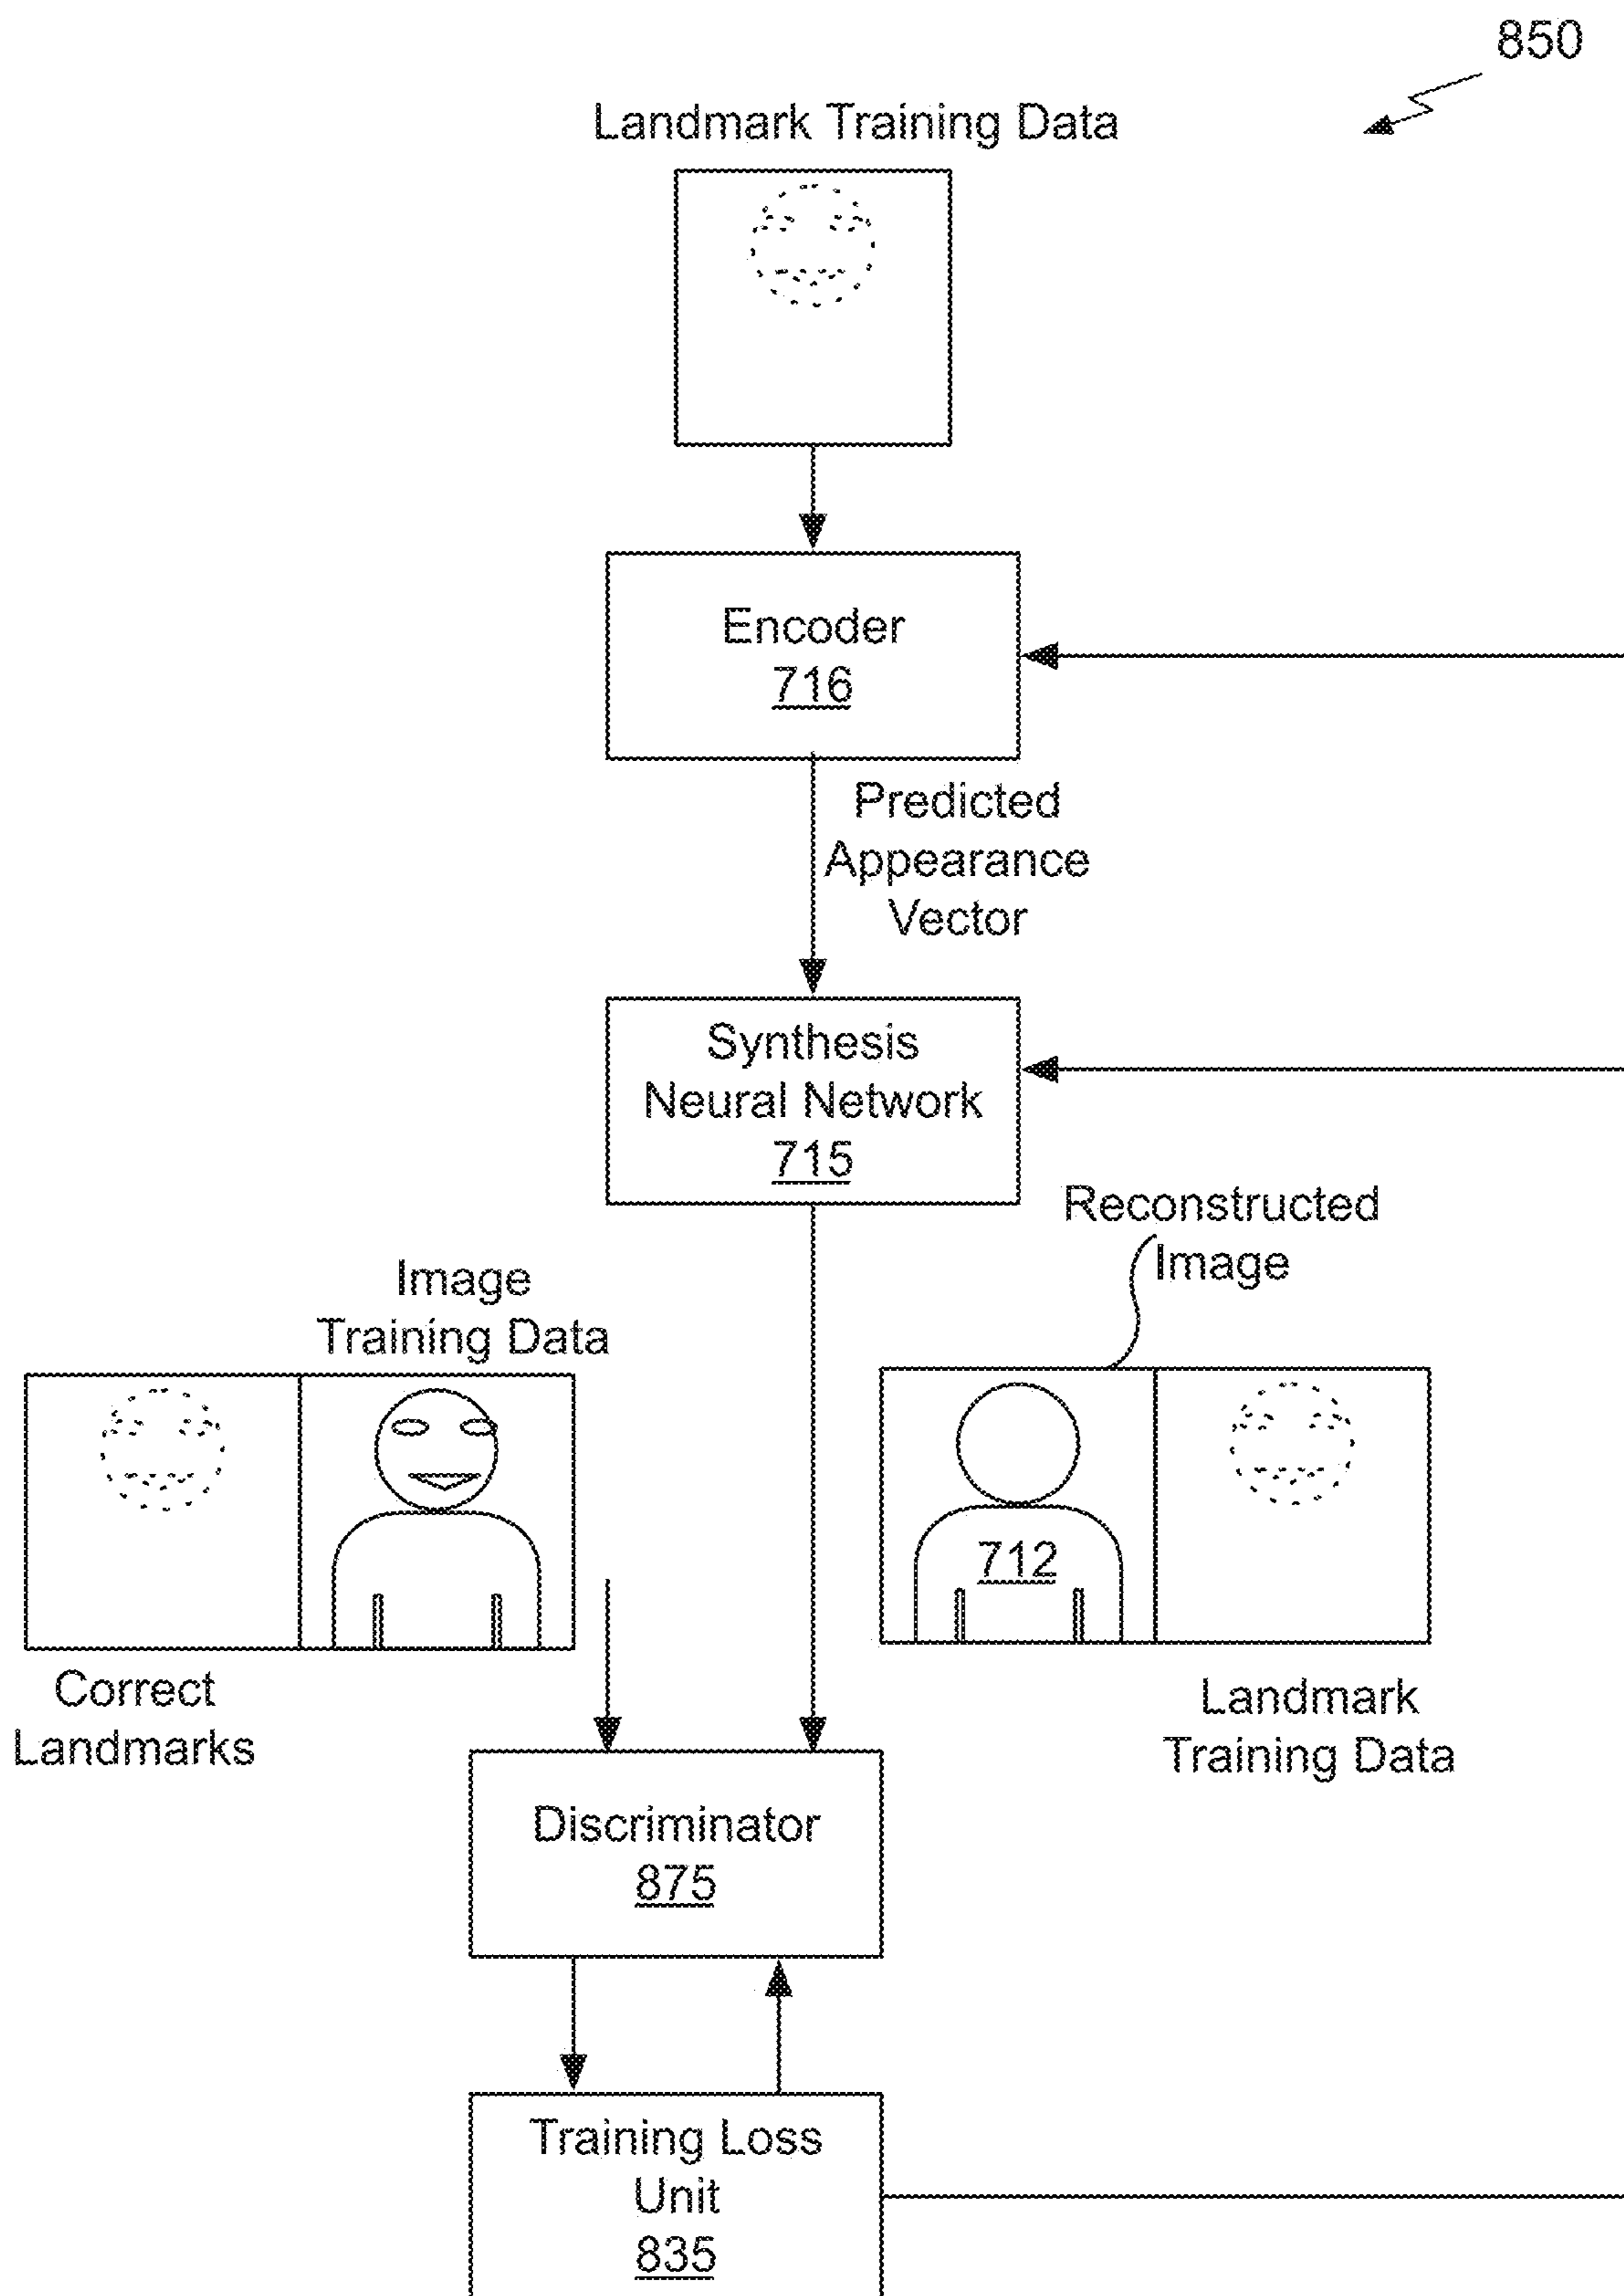 850
Landmark Training Data
Encoder
716
Predicted
Appearance
Vector
Synthesis
Neural Network
715
Reconstructed
Image
Image
Training Data
712
Correct
Landmarks
Landmark
Training Data
Discriminator
875
Training Loss
Unit
835